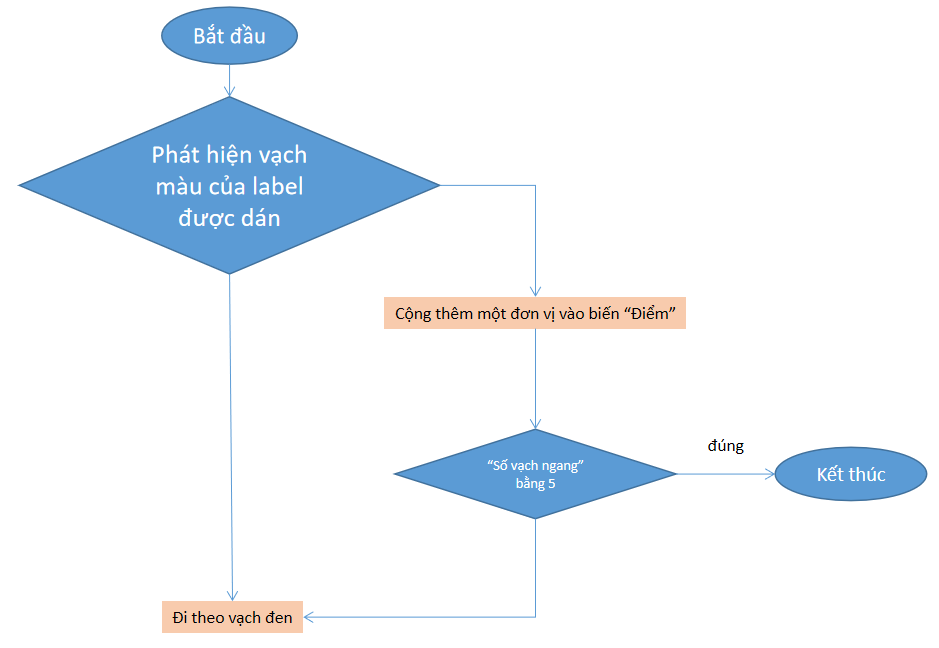 Bắt đầu
Phát hiện vạch
màu của label
được dán
Cộng thêm một đơn vị vào biến “Điểm”
“Số vạch ngang”
bằng 5
đúng
Kết thúc
Đi theo vạch đen